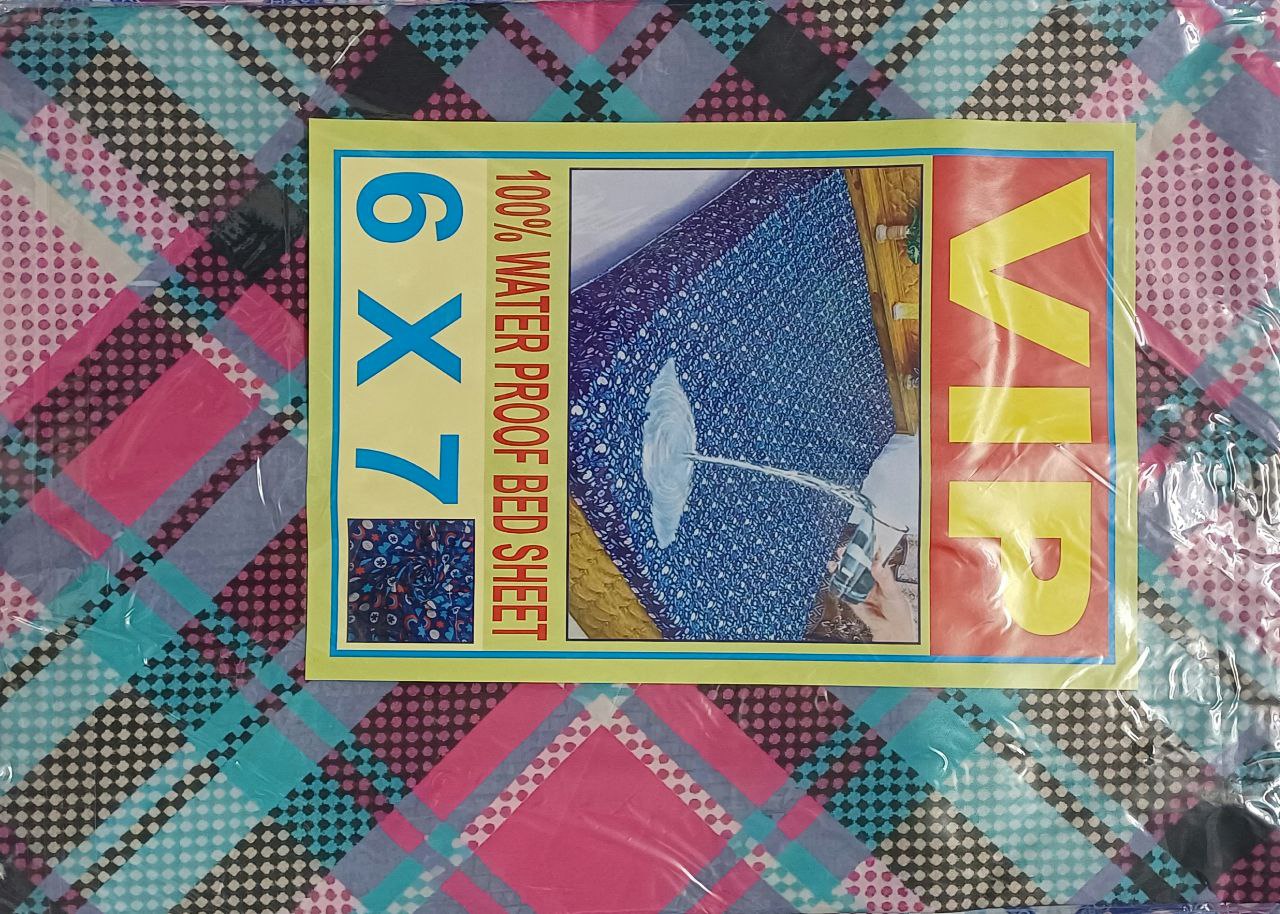 VIP
100% WATER PROOF BED SHEET
6 X 7